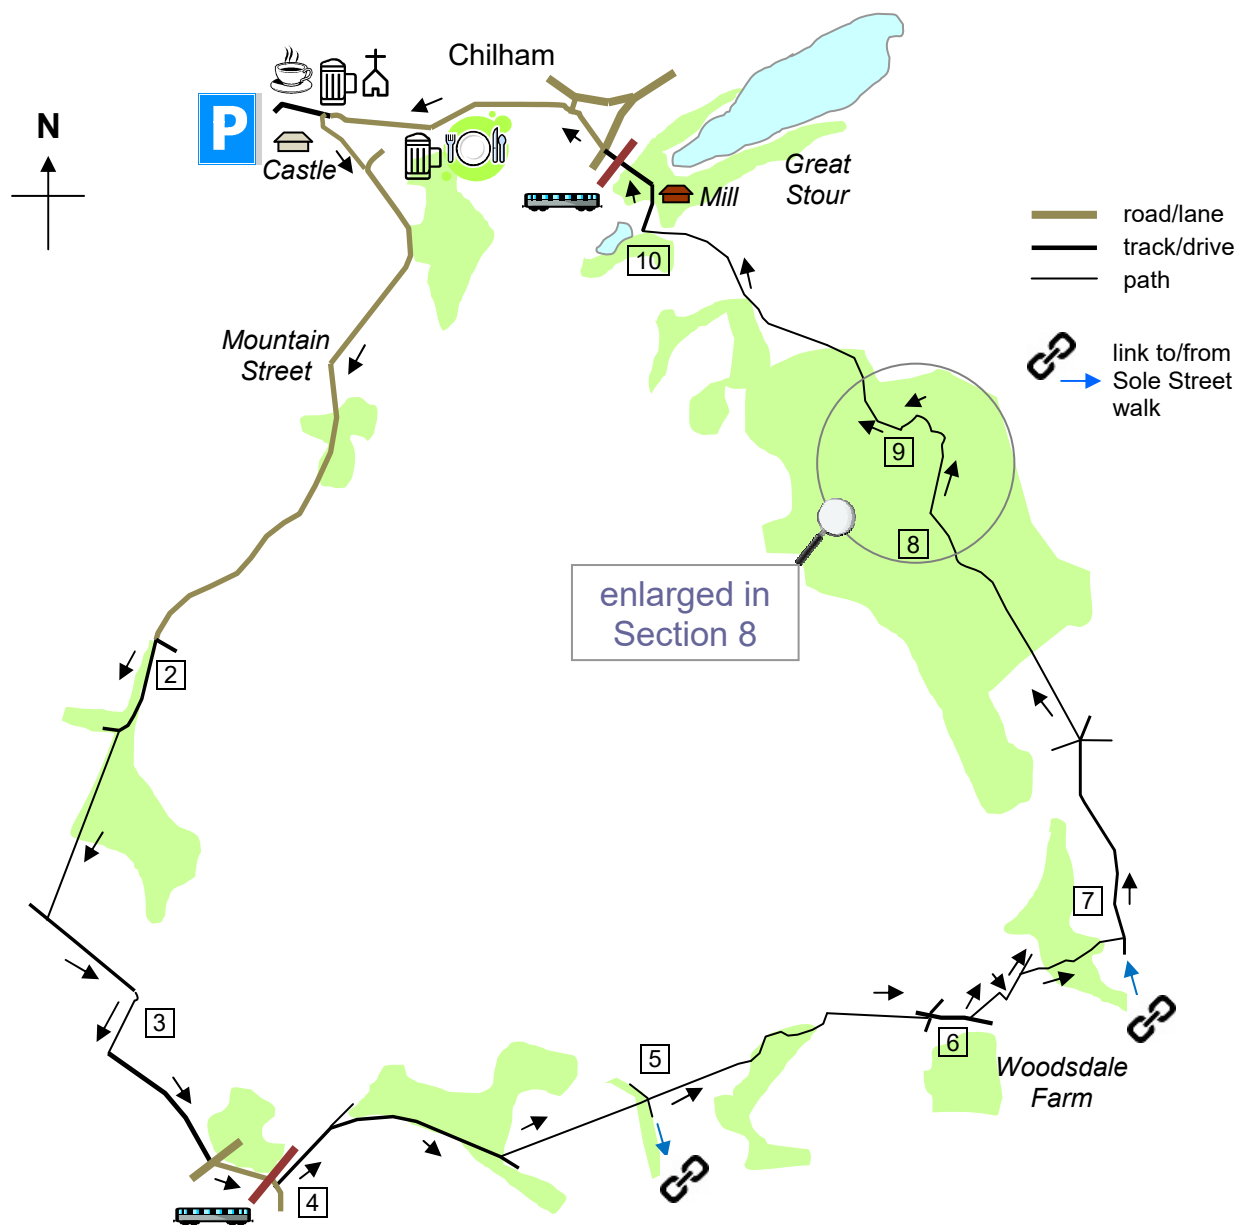 Chilham
P
N
Castle
Great
Stour
Mill
road/lane
track/drive
path
10
Mountain
Street
link to/from
Sole Street
walk
9
8
enlarged in
Section 8
2
7
3
5
6
Woodsdale
Farm
4